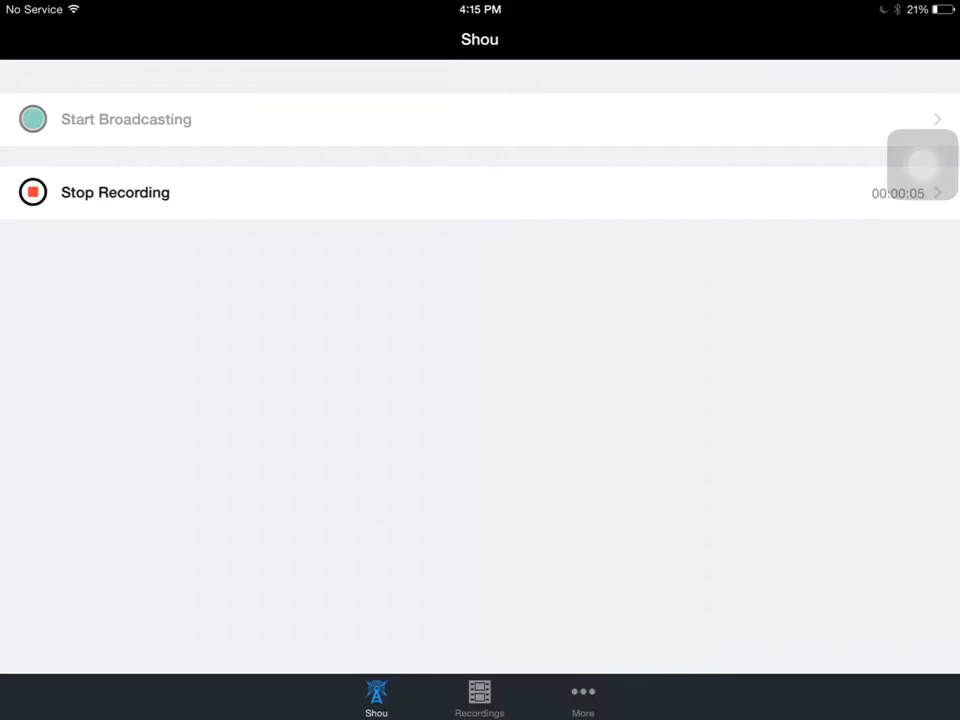 No Service 4:15 PM 21%
Shou
Start Broadcasting
Stop Recording 00:00:05
Shou Recordings More